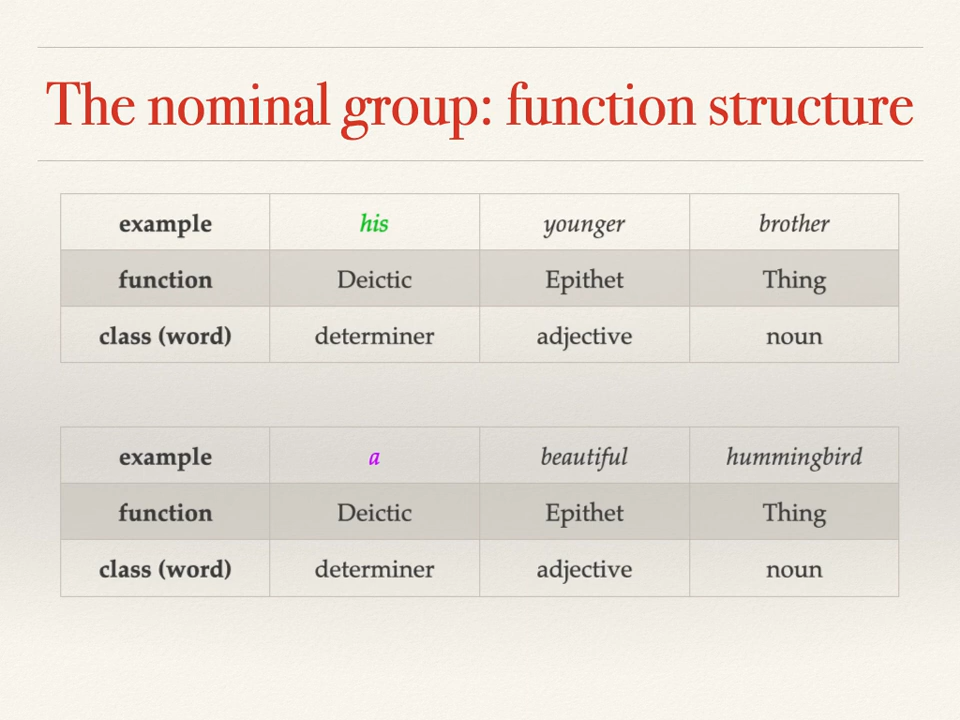 The nominal group: function structure
example his younger brother
function Deictic Epithet Thing
class (word) determiner adjective noun
example a beautiful hummingbird
function Deictic Epithet Thing
class (word) determiner adjective noun